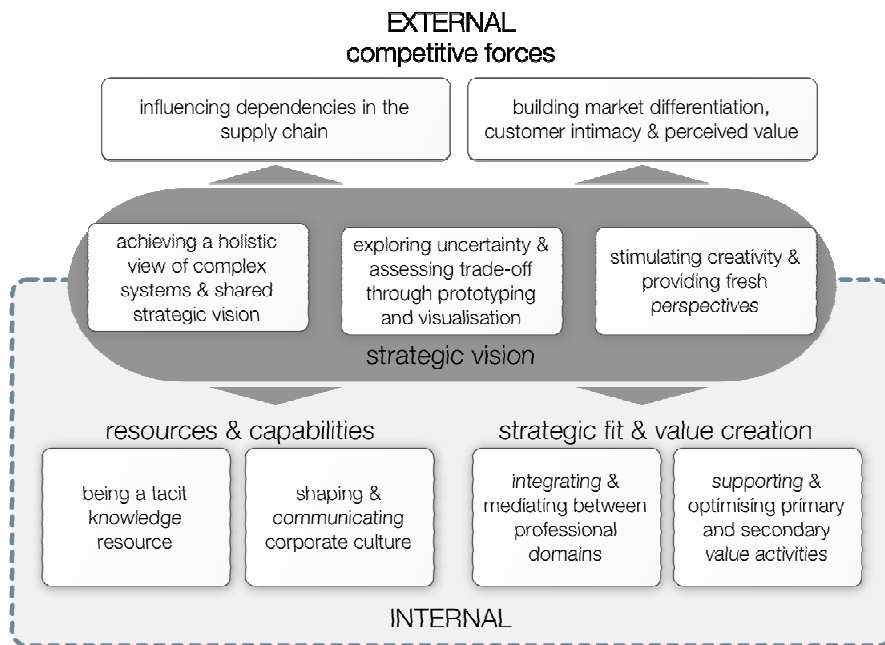 EXTERNAL
competitive forces
influencing dependencies in the
supply chain
building market differentiation,
customer intimacy & perceived value
achieving a holistic
view of complex
systems & shared
strategic vision
exploring uncertainty &
assessing trade-off
through prototyping
and visualisation
stimulating creativity &
providing fresh
perspectives
strategic vision
resources & capabilities
being a tacit
knowledge
resource
shaping &
communicating
corporate culture
strategic fit & value creation
integrating &
mediating between
professional
domains
supporting &
optimising primary
and secondary
value activities
INTERNAL